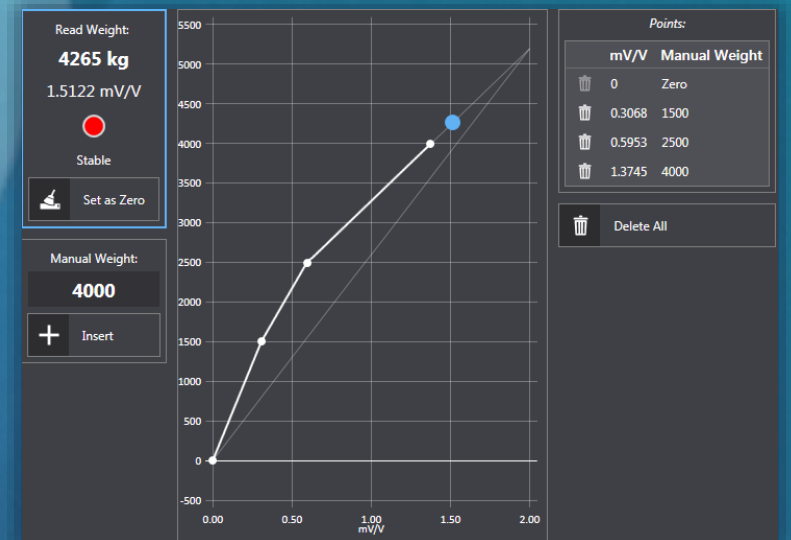 Read Weight:
4265 kg
1.5122 mV/V
Stable
Set as Zero
Manual Weight:
4000
Insert
5500
5000
4500
4000
3500
3000
2500
2000
1500
1000
500
0
-500
0.00 0.50 1.00 1.50 2.00
mV/V
Points:
mV/V Manual Weight
0 Zero
0.3068 1500
0.5953 2500
1.3745 4000
Delete All